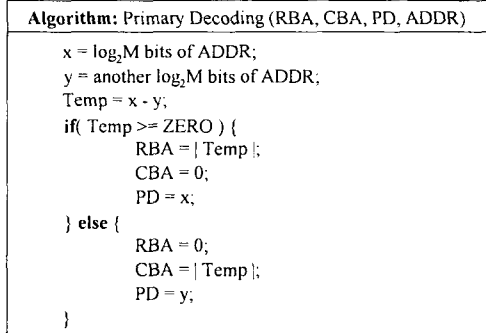 Algorithm: Primary Decoding (RBA, CBA, PD, ADDR)
x = log₂M bits of ADDR;
y = another log₂M bits of ADDR;
Temp = x - y;
if( Temp >= ZERO ) {
RBA = | Temp |;
CBA = 0;
PD = x;
} else {
RBA = 0;
CBA = | Temp |;
PD = y;
}